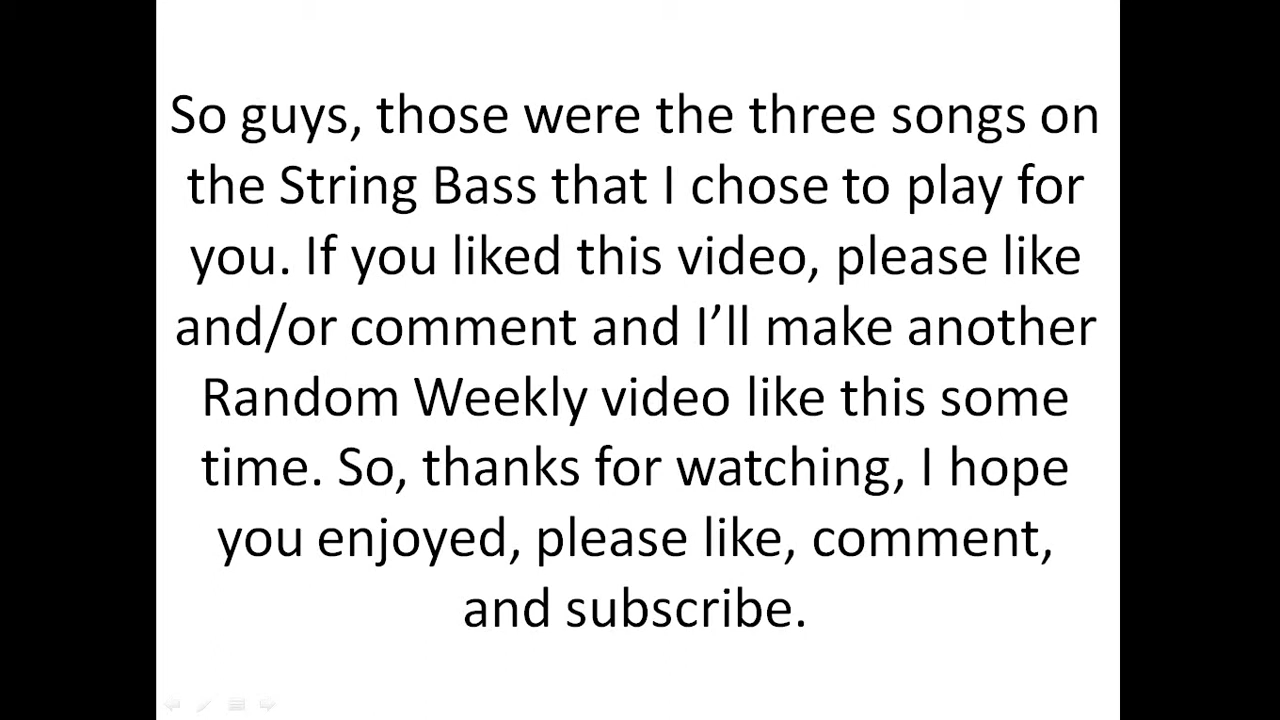 So guys, those were the three songs on
the String Bass that I chose to play for
you. If you liked this video, please like
and/or comment and I’ll make another
Random Weekly video like this some
time. So, thanks for watching, I hope
you enjoyed, please like, comment,
and subscribe.